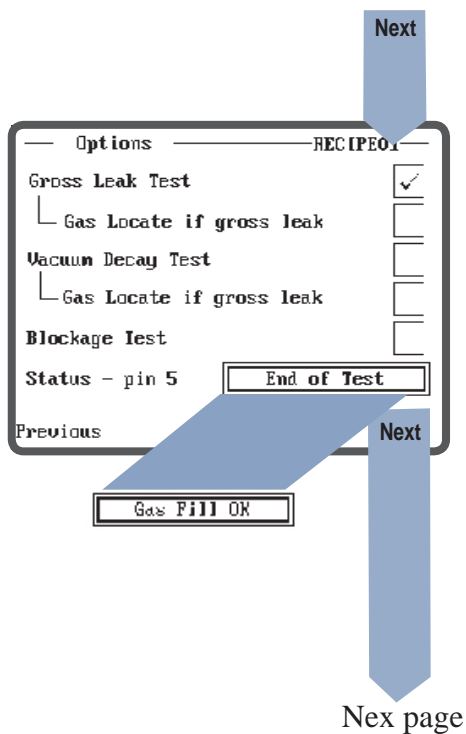 Next
Options RECIPE01
Gross Leak Test ✓
Gas Locate if gross leak
Vacuum Decay Test
Gas Locate if gross leak
Blockage Test
Status - pin 5 End of Test
Previous Next
Gas Fill OK
Nex page